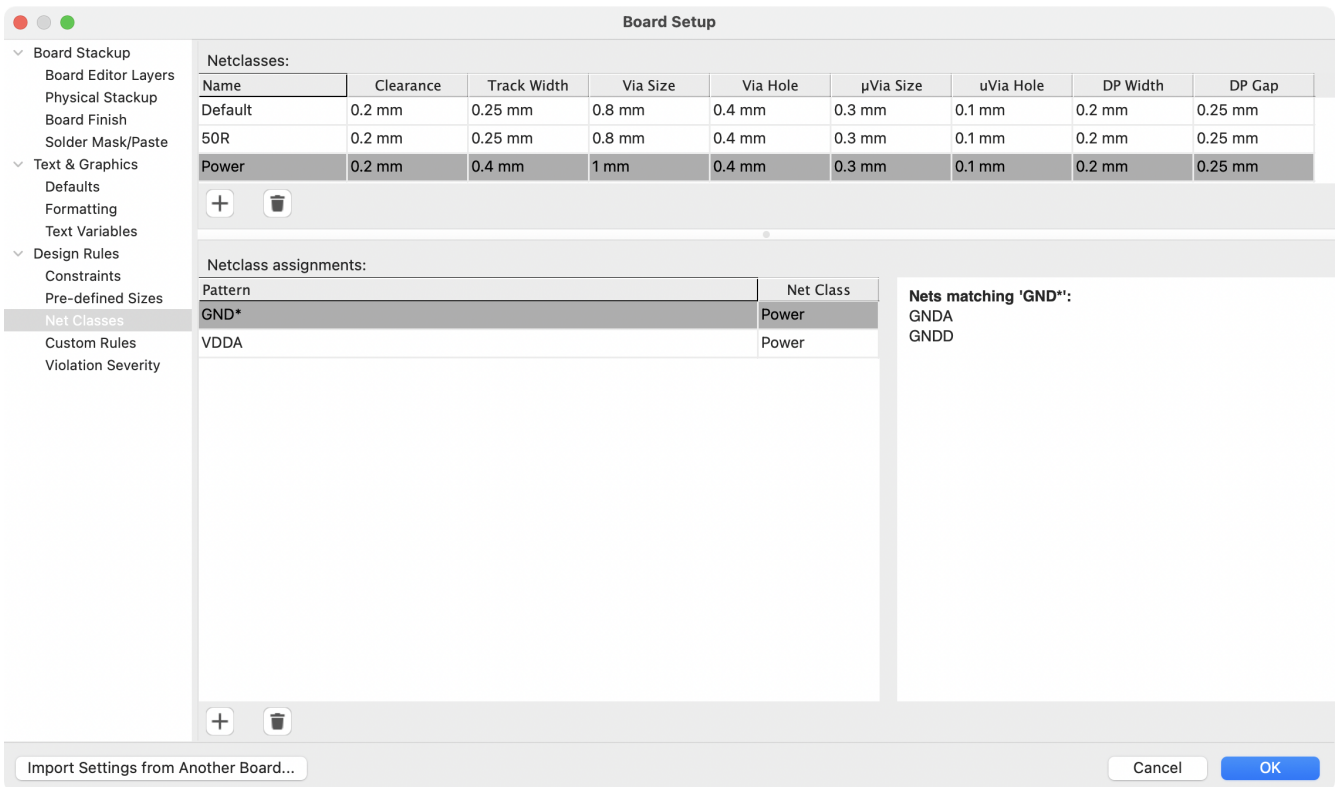 Board Setup
Board Stackup
Board Editor Layers
Physical Stackup
Board Finish
Solder Mask/Paste
Text & Graphics
Defaults
Formatting
Text Variables
Design Rules
Constraints
Pre-defined Sizes
Net Classes
Custom Rules
Violation Severity
Netclasses:
Name Clearance Track Width Via Size Via Hole µVia Size uVia Hole DP Width DP Gap
Default 0.2 mm 0.25 mm 0.8 mm 0.4 mm 0.3 mm 0.1 mm 0.2 mm 0.25 mm
50R 0.2 mm 0.25 mm 0.8 mm 0.4 mm 0.3 mm 0.1 mm 0.2 mm 0.25 mm
Power 0.2 mm 0.4 mm 1 mm 0.4 mm 0.3 mm 0.1 mm 0.2 mm 0.25 mm
Netclass assignments:
Pattern Net Class
GND* Power
VDDA Power
Nets matching 'GND*':
GNDA
GNDD
Import Settings from Another Board...
Cancel
OK